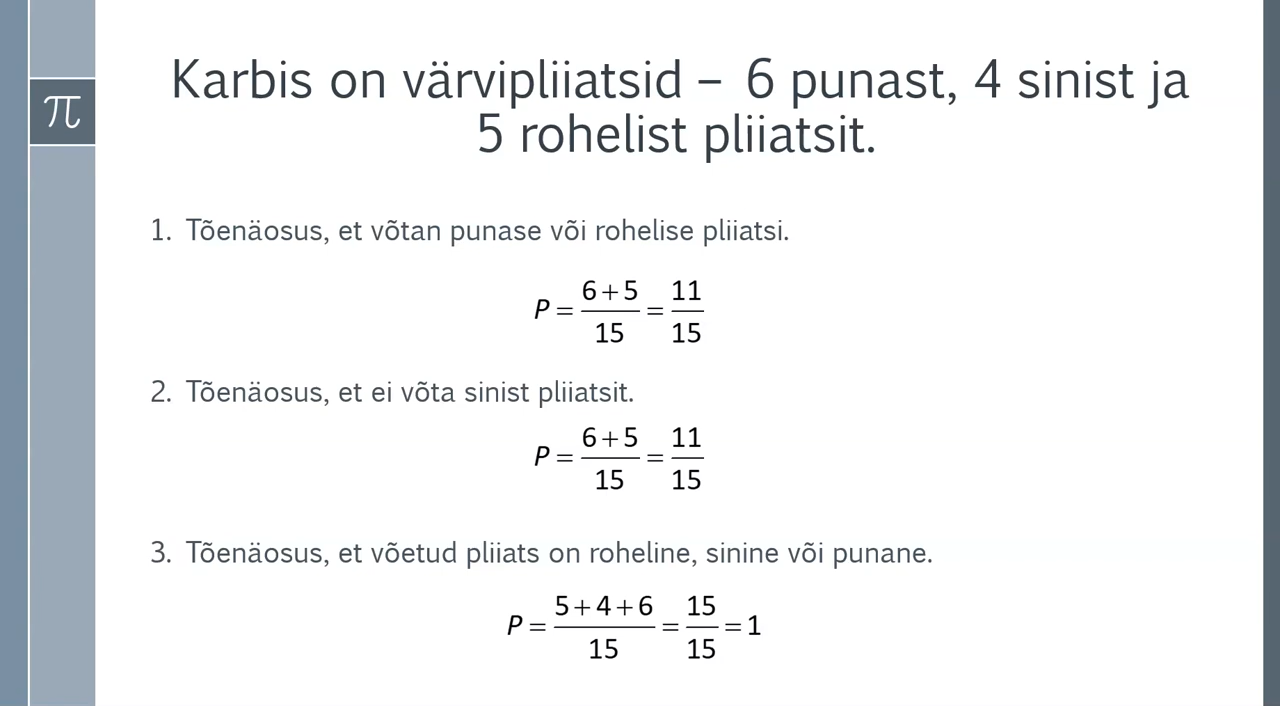 π
Karbis on värvipliiatsid – 6 punast, 4 sinist ja
5 rohelist pliiatsit.
1. Tõenäosus, et võtan punase või rohelise pliiatsi.
P = (6+5)/15 = 11/15
2. Tõenäosus, et ei võta sinist pliiatsit.
P = (6+5)/15 = 11/15
3. Tõenäosus, et võetud pliiats on roheline, sinine või punane.
P = (5+4+6)/15 = 15/15 = 1